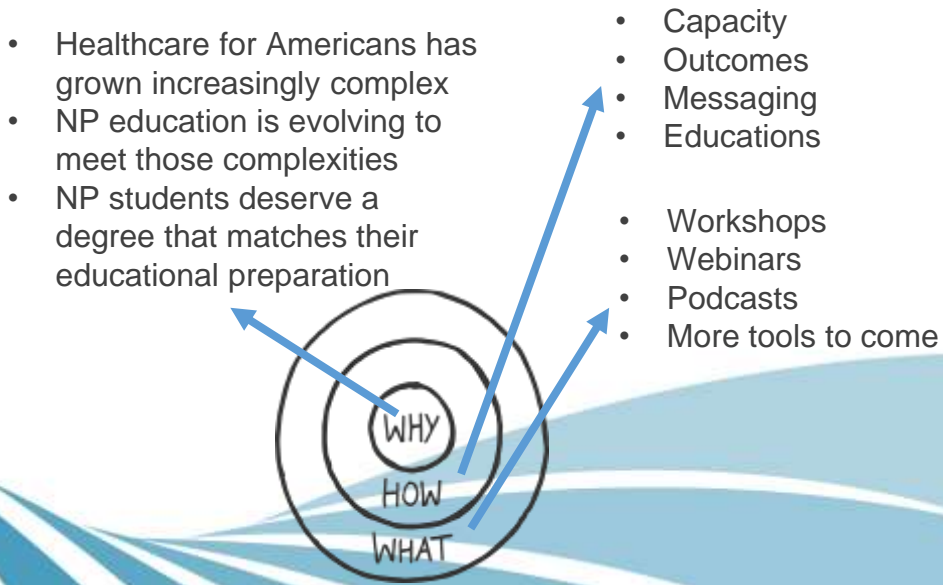 • Healthcare for Americans has
grown increasingly complex
• NP education is evolving to
meet those complexities
• NP students deserve a
degree that matches their
educational preparation
• Capacity
• Outcomes
• Messaging
• Educations
• Workshops
• Webinars
• Podcasts
• More tools to come
WHY
HOW
WHAT